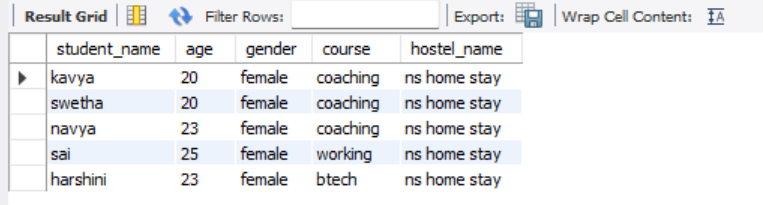 Result Grid Filter Rows: Export: Wrap Cell Content: IA
student_name age gender course hostel_name
kavya 20 female coaching ns home stay
swetha 20 female coaching ns home stay
navya 23 female coaching ns home stay
sai 25 female working ns home stay
harshini 23 female btech ns home stay